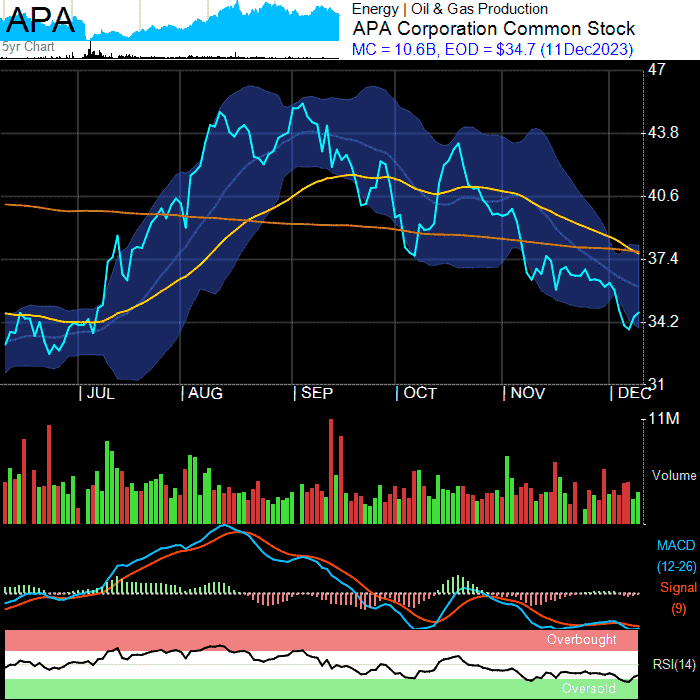 APA
5yr Chart
Energy | Oil & Gas Production
APA Corporation Common Stock
MC = 10.6B, EOD = $34.7 (11Dec2023)
47
43.8
40.6
37.4
34.2
31
| JUL | AUG | SEP | OCT | NOV | DEC
11M
Volume
MACD
(12-26)
Signal
(9)
Overbought
RSI(14)
Oversold